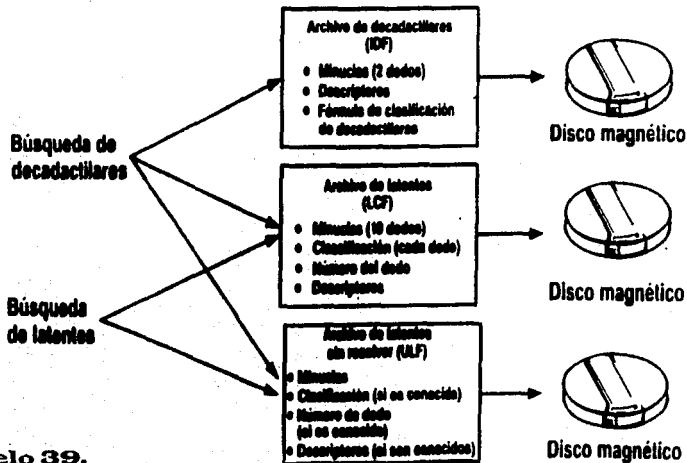 Archivo de decadactilares
(IDF)
• Minucias (2 dedos)
• Descriptores
• Fórmula de clasificación
de decadactilares
Disco magnético
Búsqueda de
decadactilares
Archivo de latentes
(LCF)
• Minucias (10 dedos)
• Clasificación (cada dedo)
• Número del dedo
• Descriptores
Disco magnético
Búsqueda
de latentes
Archivo de latentes
sin resolver (ULF)
• Minucias
• Clasificación (si es conocida)
• Número de dedo
(si es conocido)
• Descriptores (si son conocidos)
Disco magnético
elo 39.